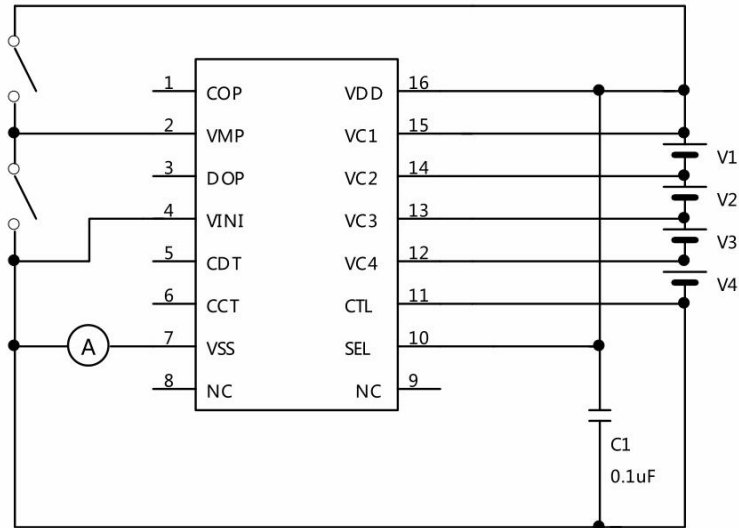 1 COP VDD 16
2 VMP VC1 15
V1
3 DOP VC2 14
V2
4 VINI VC3 13
V3
5 CDT VC4 12
V4
6 CCT CTL 11
A 7 VSS SEL 10
8 NC NC 9
C1
0.1uF